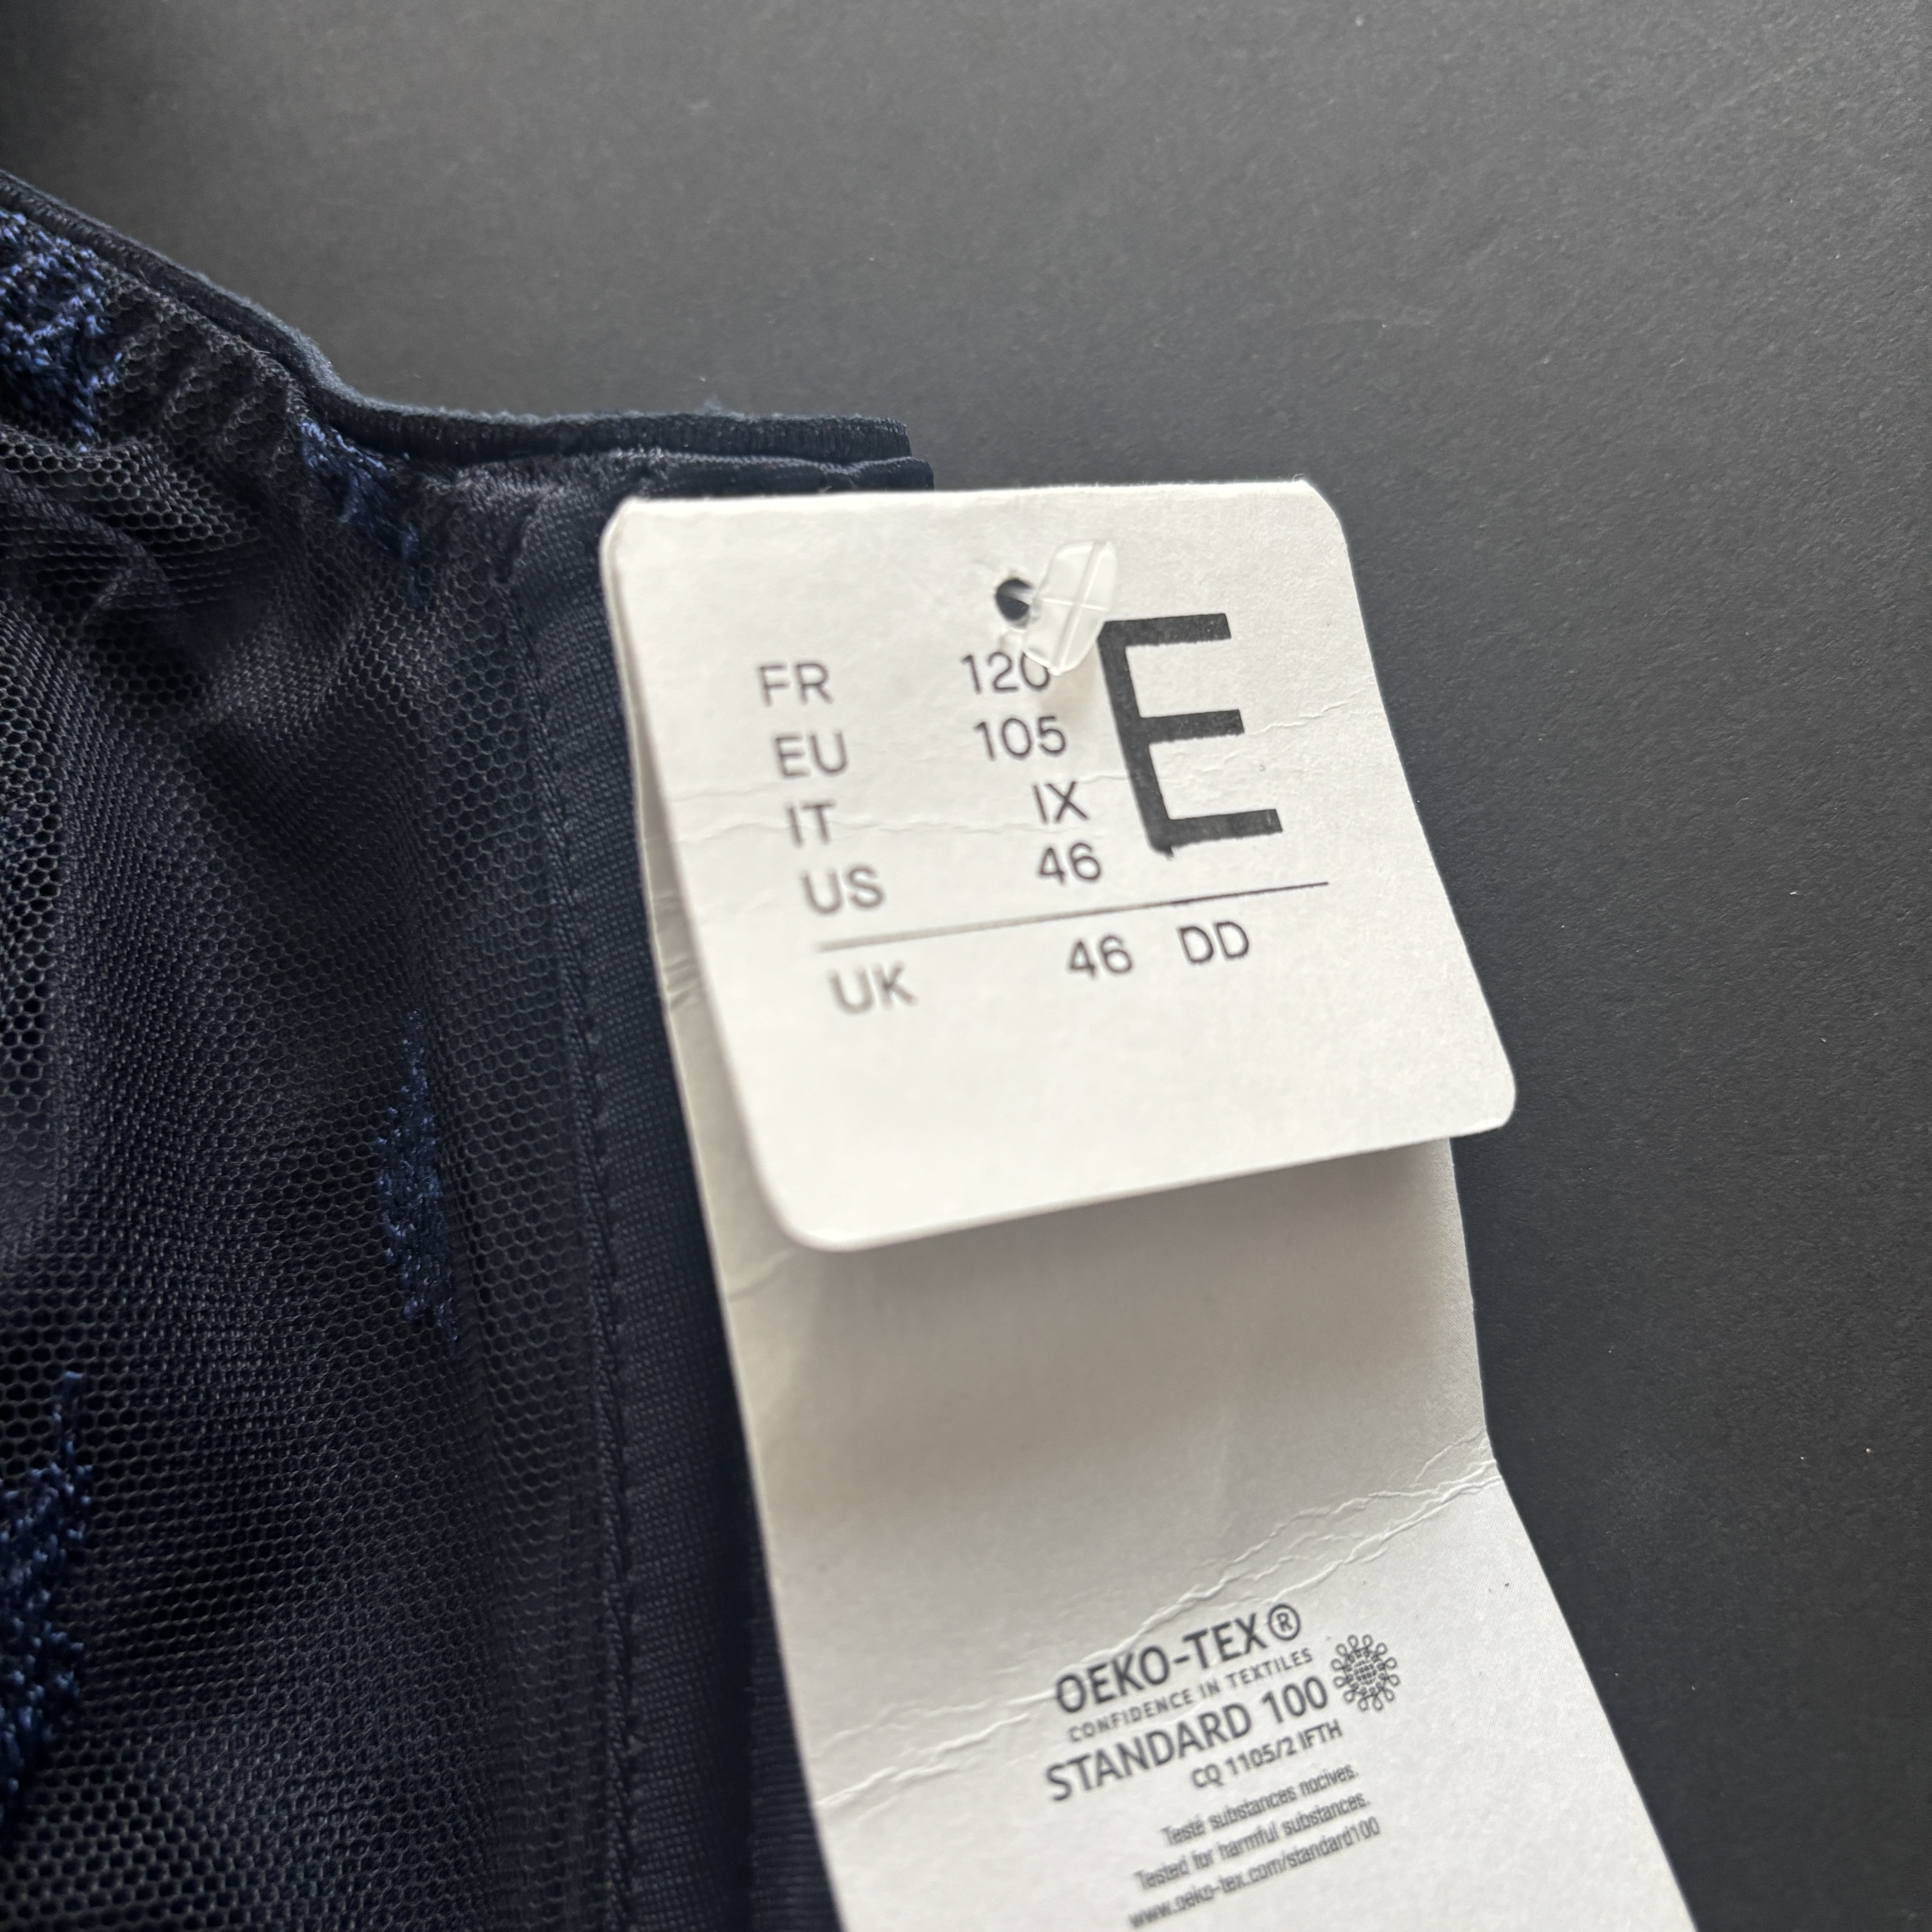 FR 120 E
EU 105
IT IX
US 46
UK 46 DD
OEKO-TEX®
CONFIDENCE IN TEXTILES
STANDARD 100
CQ 1105/2 IFTH
Testé substances nocives.
Tested for harmful substances.
www.oeko-tex.com/standard100